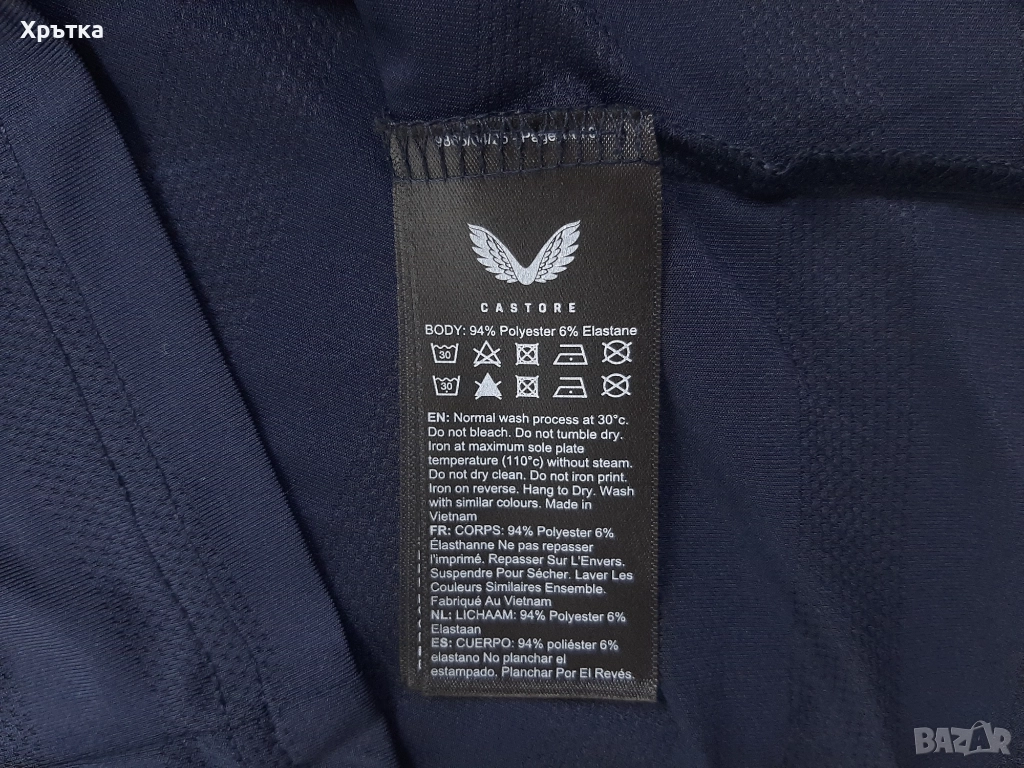 Хрътка
CASTORE
BODY: 94% Polyester 6% Elastane
30
30
EN: Normal wash process at 30°c.
Do not bleach. Do not tumble dry.
Iron at maximum sole plate
temperature (110°c) without steam.
Do not dry clean. Do not iron print.
Iron on reverse. Hang to Dry. Wash
with similar colours. Made in
Vietnam
FR: CORPS: 94% Polyester 6%
Élasthanne Ne pas repasser
l'imprimé. Repasser Sur L'Envers.
Suspendre Pour Sécher. Laver Les
Couleurs Similaires Ensemble.
Fabriqué Au Vietnam
NL: LICHAAM: 94% Polyester 6%
Elastaan
ES: CUERPO: 94% poliéster 6%
elastano No planchar el
estampado. Planchar Por El Revés.
BAZAR